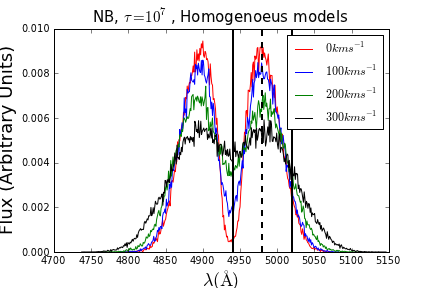 NB, τ=10⁷ , Homogenoeus models
Flux (Arbitrary Units)
0.010
0.008
0.006
0.004
0.002
0.000
0kms⁻¹
100kms⁻¹
200kms⁻¹
300kms⁻¹
4700 4750 4800 4850 4900 4950 5000 5050 5100 5150
λ(Å)